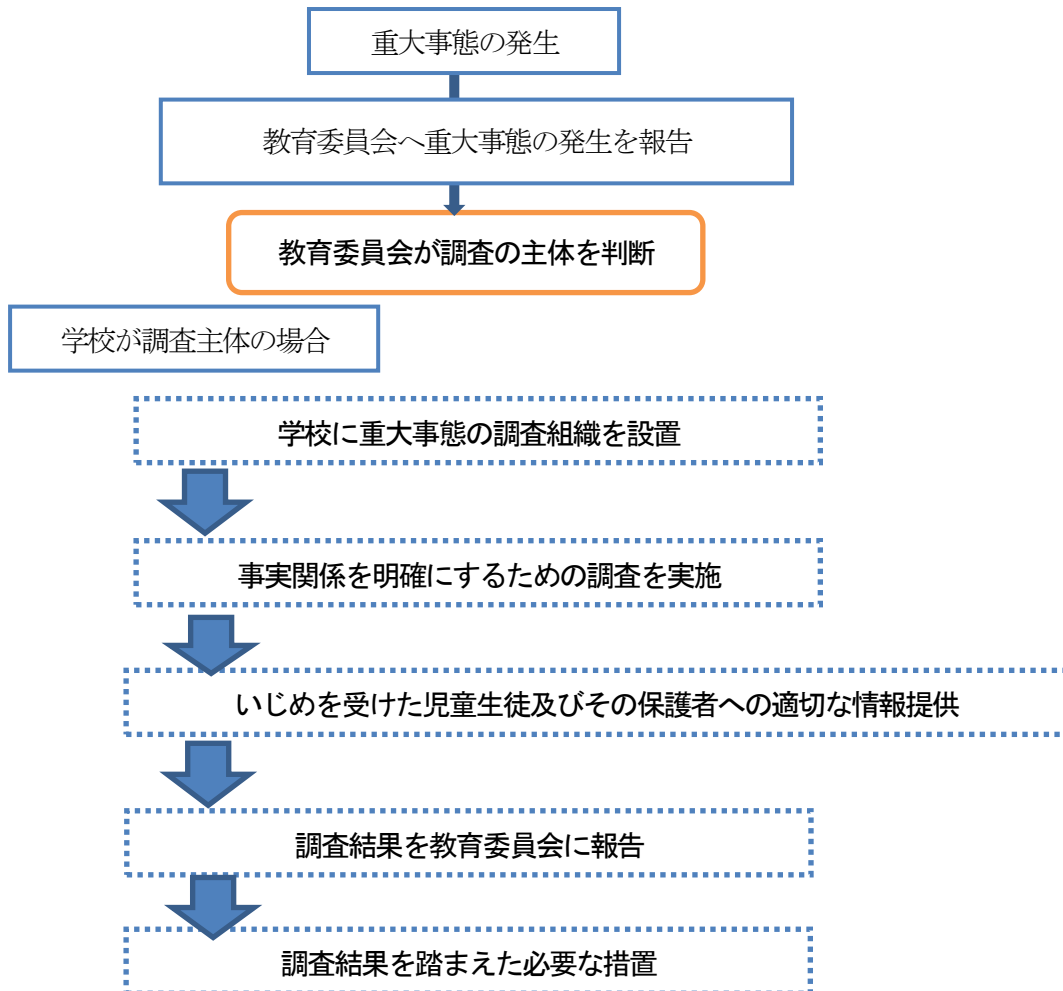 重大事態の発生
教育委員会へ重大事態の発生を報告
教育委員会が調査の主体を判断
学校が調査主体の場合
学校に重大事態の調査組織を設置
事実関係を明確にするための調査を実施
いじめを受けた児童生徒及びその保護者への適切な情報提供
調査結果を教育委員会に報告
調査結果を踏まえた必要な措置